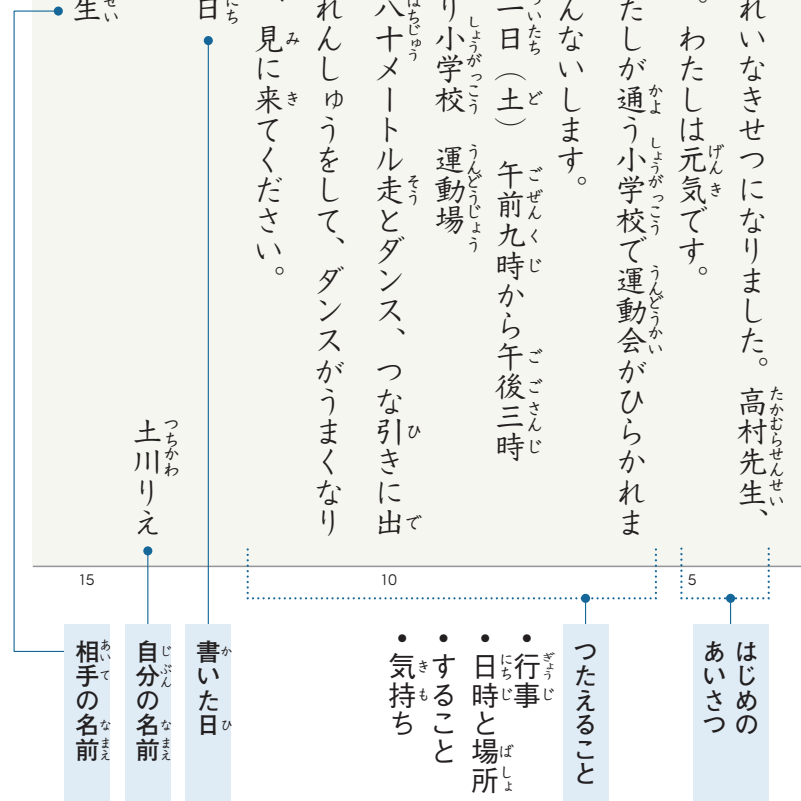 れいなきせつになりました。高村先生、
。わたしは元気です。
たしが通う小学校で運動会がひらかれま
んないします。
一日（土） 午前九時から午後三時
り小学校 運動場
八十メートル走とダンス、つな引きに出
れんしゅうをして、ダンスがうまくなり
、見に来てください。
日
土川りえ
生
5
10
15
はじめの
あいさつ
つたえること
・行事
・日時と場所
・すること
・気持ち
書いた日
自分の名前
相手の名前